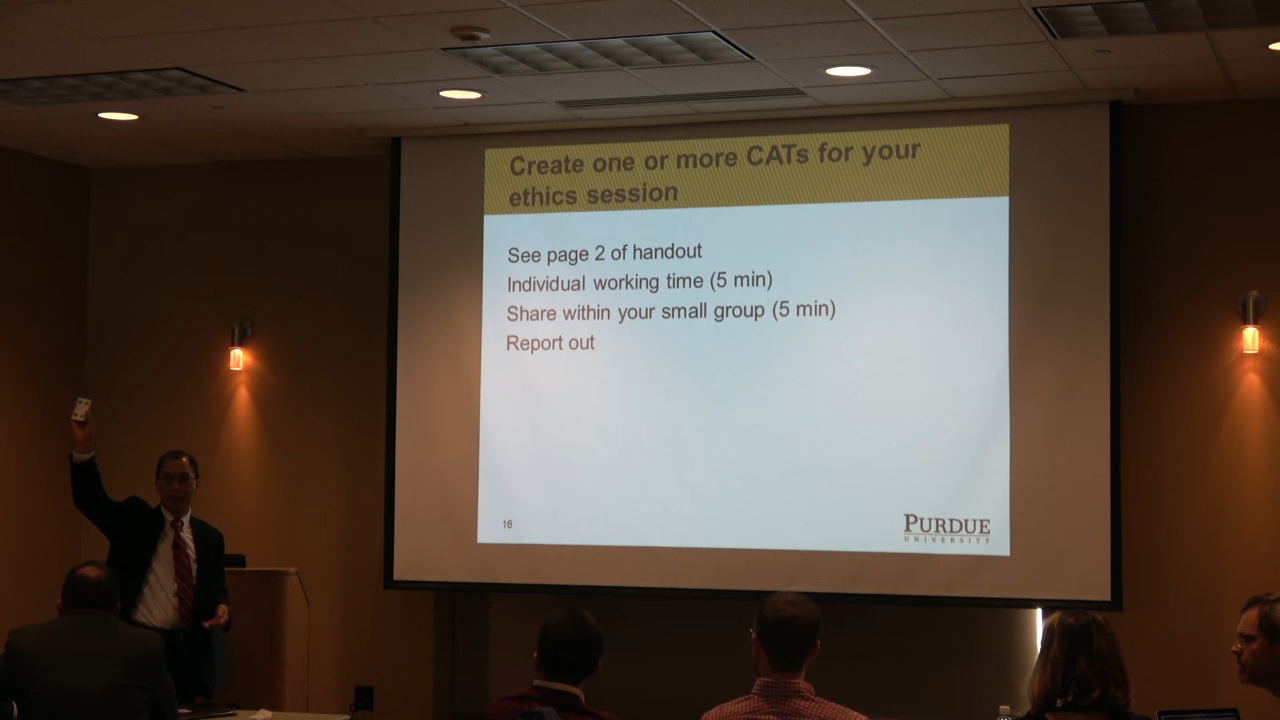 Create one or more CATs for your
ethics session
See page 2 of handout
Individual working time (5 min)
Share within your small group (5 min)
Report out
16
PURDUE
UNIVERSITY